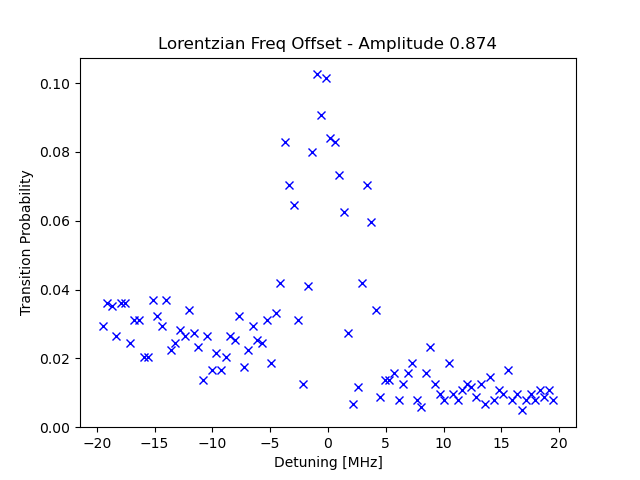 Lorentzian Freq Offset - Amplitude 0.874
0.10
0.08
0.06
0.04
0.02
0.00
Transition Probability
−20 −15 −10 −5 0 5 10 15 20
Detuning [MHz]